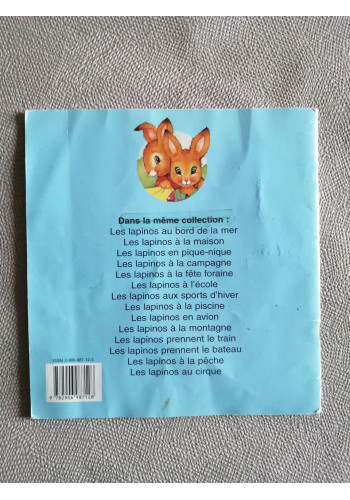 Dans la même collection :
Les lapinos au bord de la mer
Les lapinos à la maison
Les lapinos en pique-nique
Les lapinos à la campagne
Les lapinos à la fête foraine
Les lapinos à l'école
Les lapinos aux sports d'hiver
Les lapinos à la piscine
Les lapinos en avion
Les lapinos à la montagne
Les lapinos prennent le train
Les lapinos prennent le bateau
Les lapinos à la pêche
Les lapinos au cirque